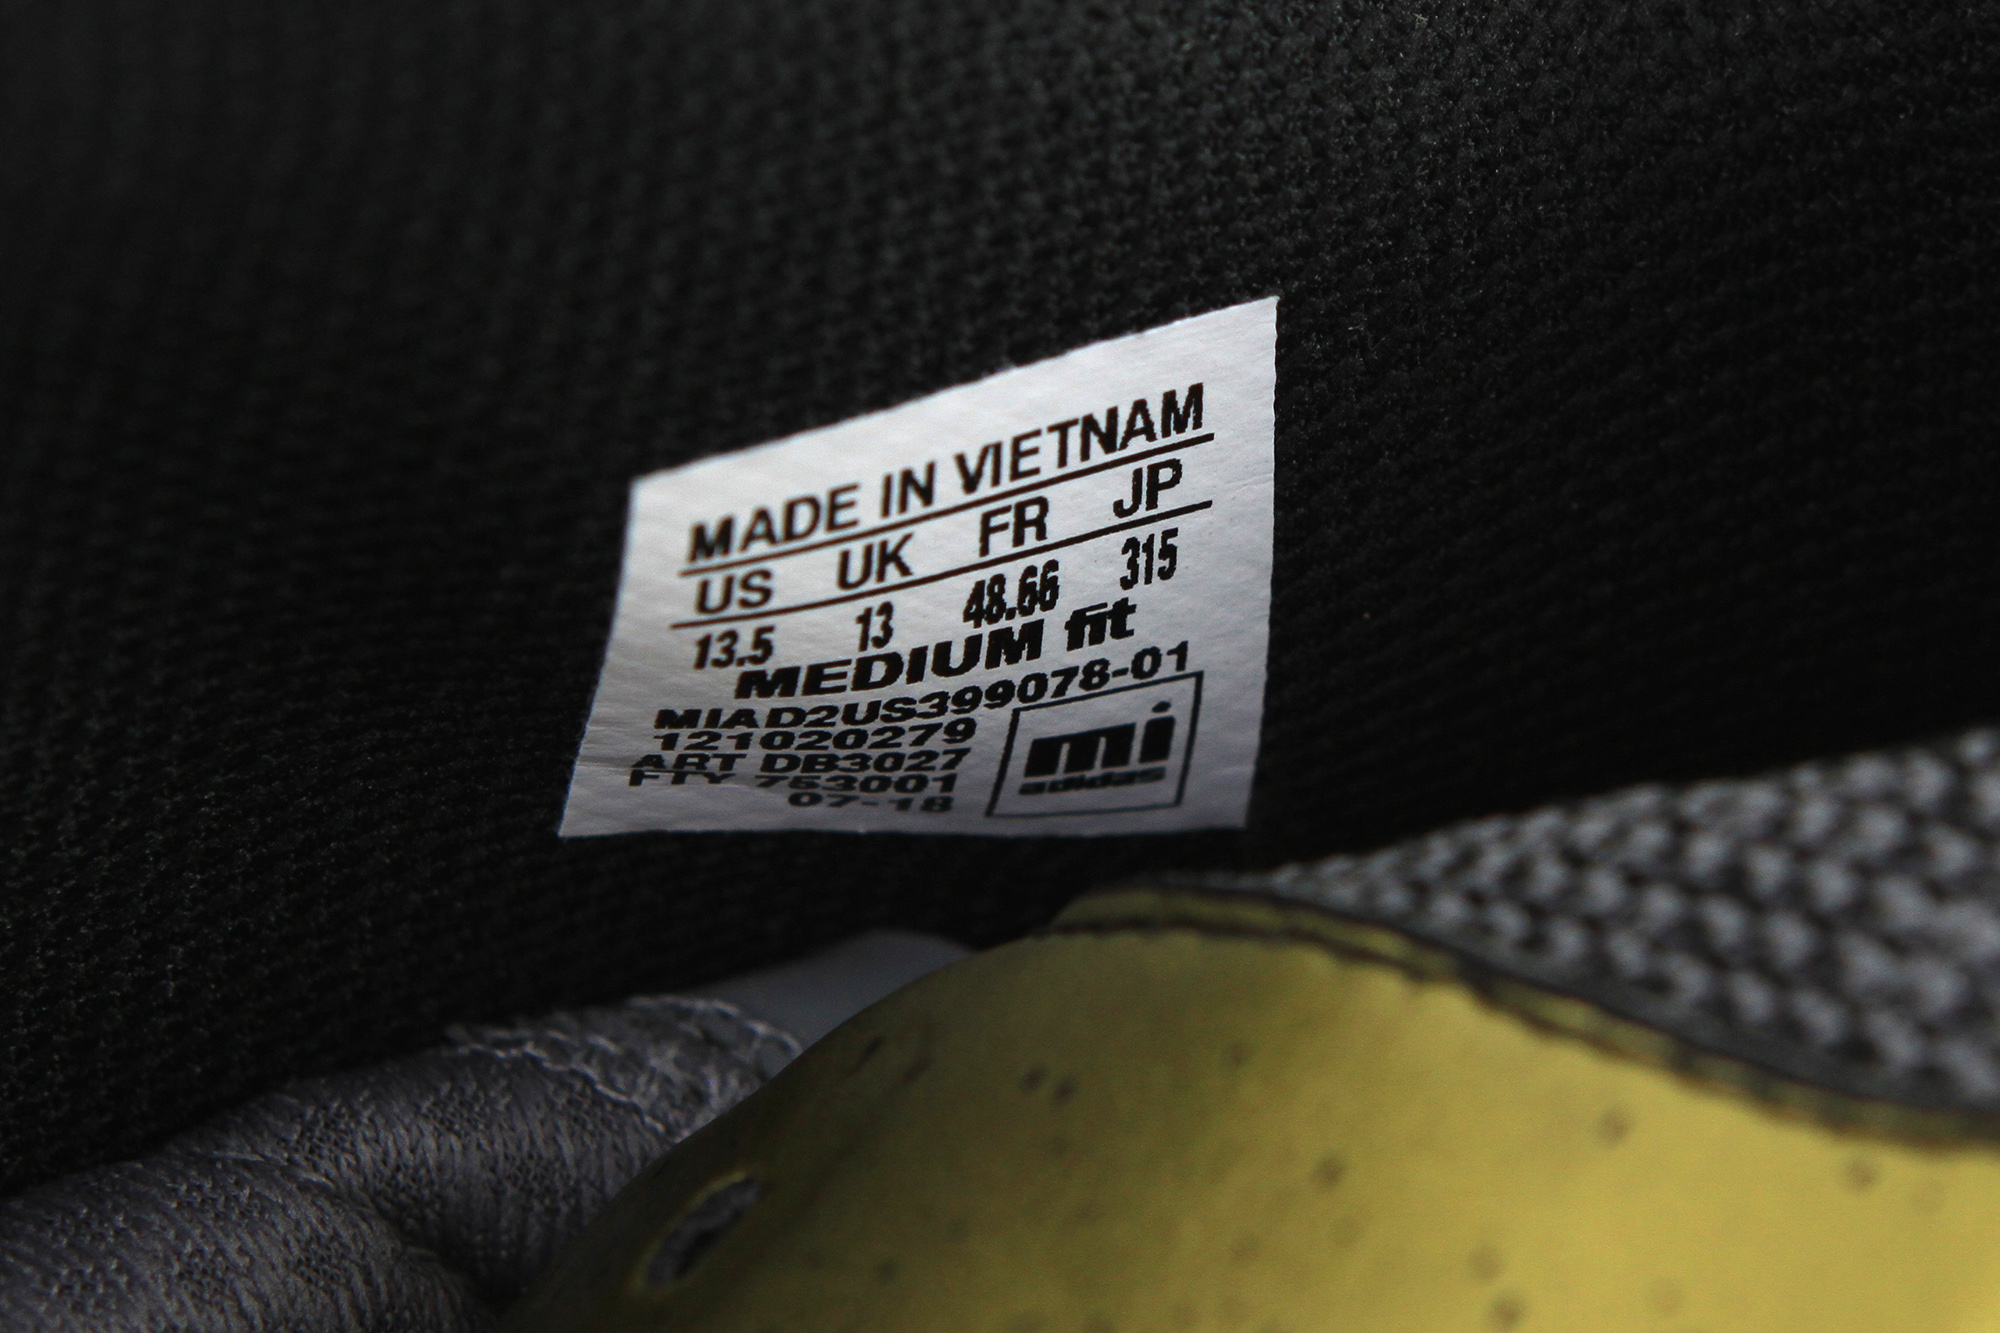 MADE IN VIETNAM
US UK FR JP
13.5 13 48.66 315
MEDIUM fit
MIAD2US399078-01
121020279
ART DB3027
FTY 753001
07-18
mi
adidas